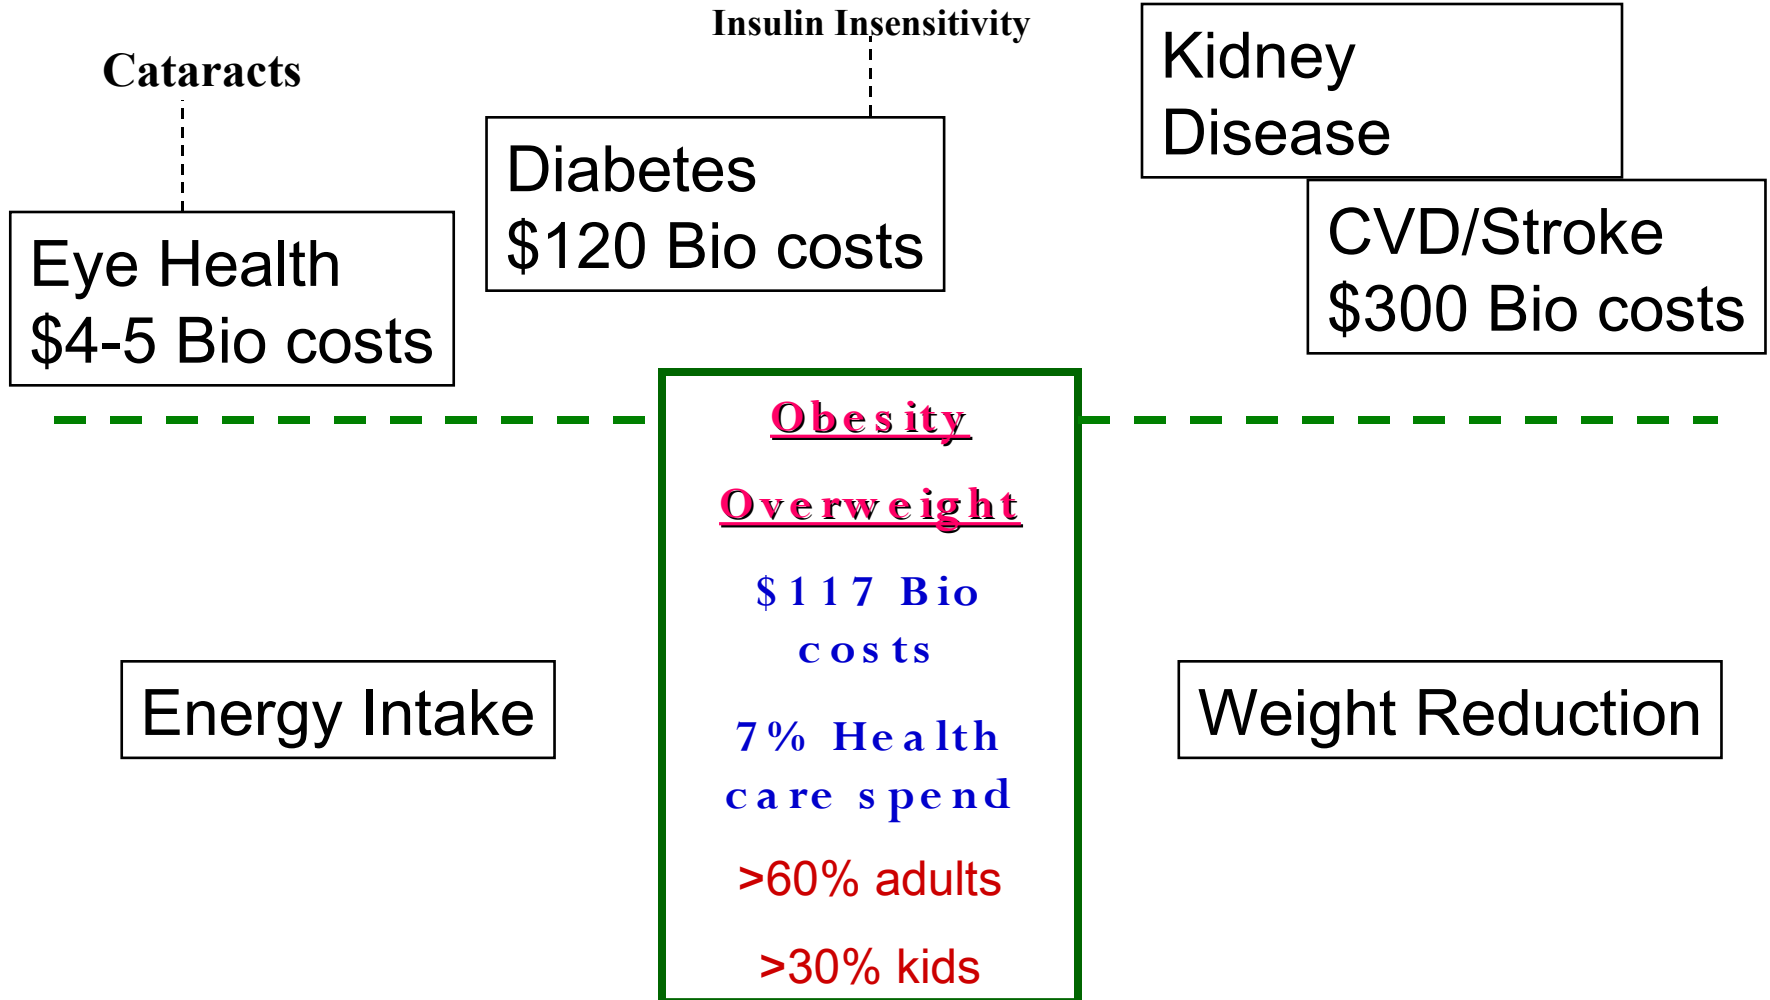 Insulin Insensitivity
Cataracts
Kidney
Disease
Diabetes
$120 Bio costs
CVD/Stroke
$300 Bio costs
Eye Health
$4-5 Bio costs
Obesity
Overweight
$117 Bio
costs
7% Health
care spend
>60% adults
>30% kids
Energy Intake
Weight Reduction